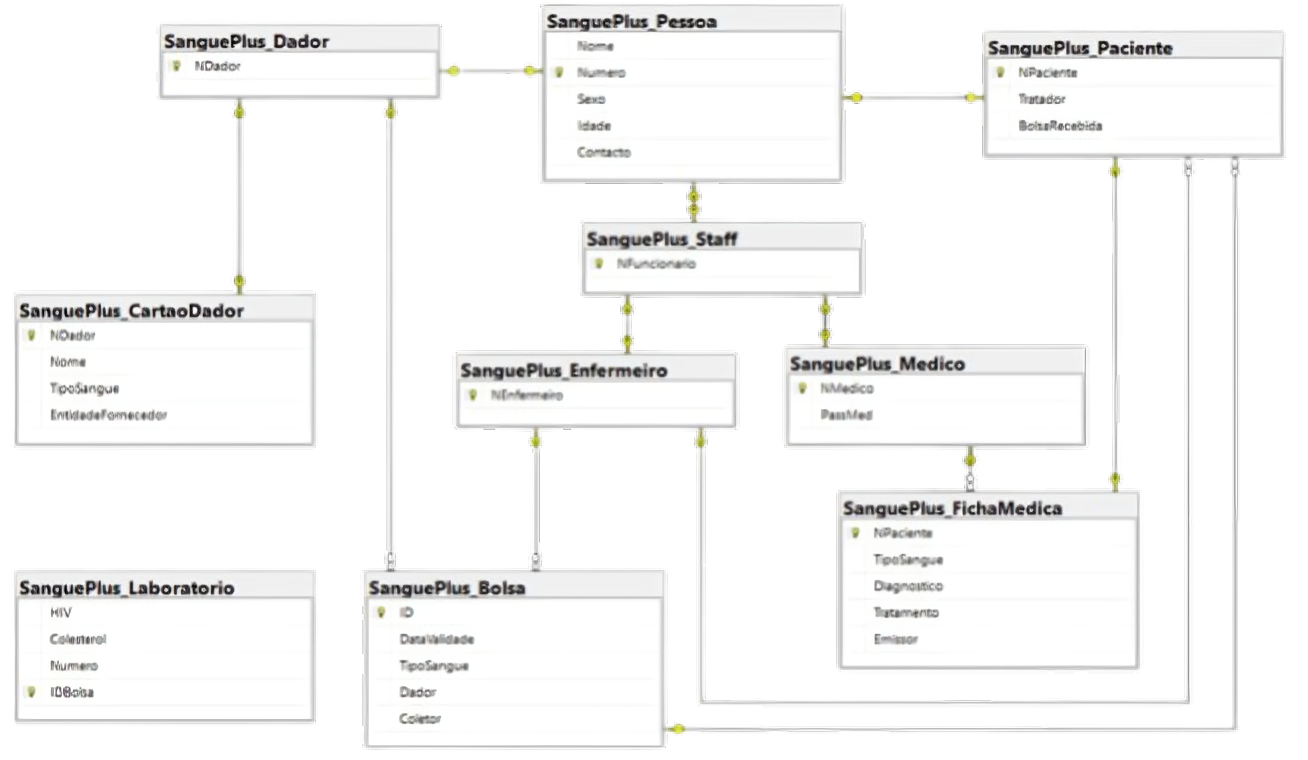 SanguePlus_Dador
NDador
SanguePlus_Pessoa
Nome
Numero
Sexo
Idade
Contacto
SanguePlus_Paciente
NPaciente
Tratador
BolsaRecebida
SanguePlus_Staff
NFuncionario
SanguePlus_CartaoDador
NDador
Nome
TipoSangue
EntidadeFornecedor
SanguePlus_Enfermeiro
NEnfermeiro
SanguePlus_Medico
NMedico
PassMed
SanguePlus_FichaMedica
NPaciente
TipoSangue
Diagnostico
Tratamento
Emissor
SanguePlus_Laboratorio
HIV
Colesterol
Numero
IDBolsa
SanguePlus_Bolsa
ID
DataValidade
TipoSangue
Dador
Coletor